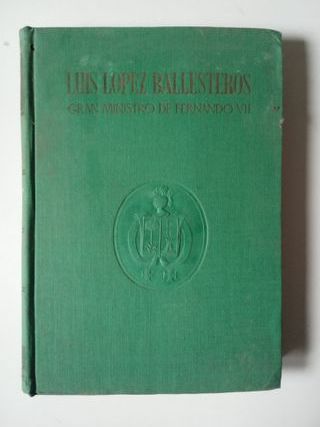 LUIS LOPEZ BALLESTEROS
GRAN MINISTRO DE FERNANDO VII